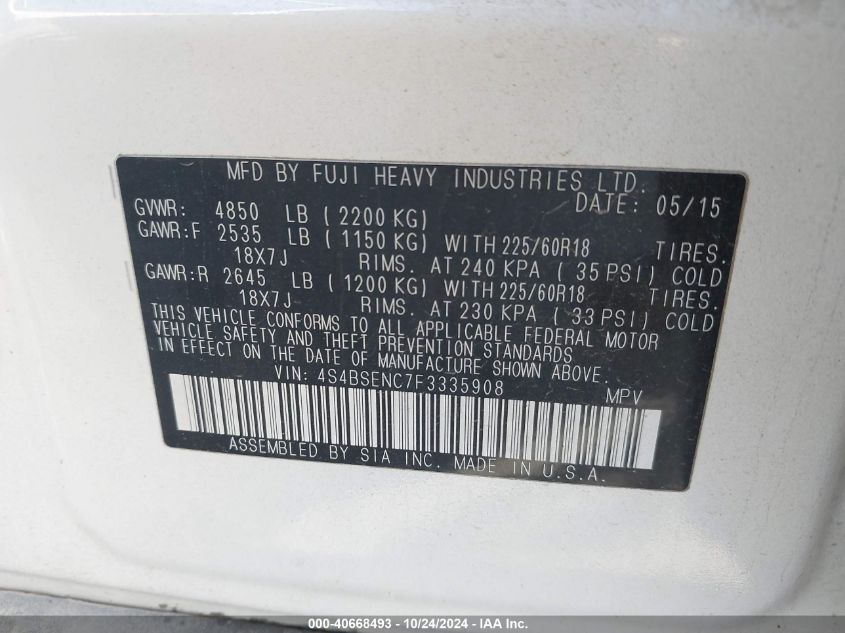 MFD BY FUJI HEAVY INDUSTRIES LTD.
DATE: 05/15
GVWR: 4850 LB (2200 KG)
GAWR:F 2535 LB (1150 KG) WITH 225/60R18 TIRES.
18X7J RIMS. AT 240 KPA (35 PSI) COLD
GAWR:R 2645 LB (1200 KG) WITH 225/60R18 TIRES.
18X7J RIMS. AT 230 KPA (33 PSI) COLD
THIS VEHICLE CONFORMS TO ALL APPLICABLE FEDERAL MOTOR
VEHICLE SAFETY AND THEFT PREVENTION STANDARDS
IN EFFECT ON THE DATE OF MANUFACTURE SHOWN ABOVE.
VIN: 4S4BSENC7F3335908 MPV
ASSEMBLED BY SIA INC. MADE IN U.S.A.
000-40668493 - 10/24/2024 - IAA Inc.